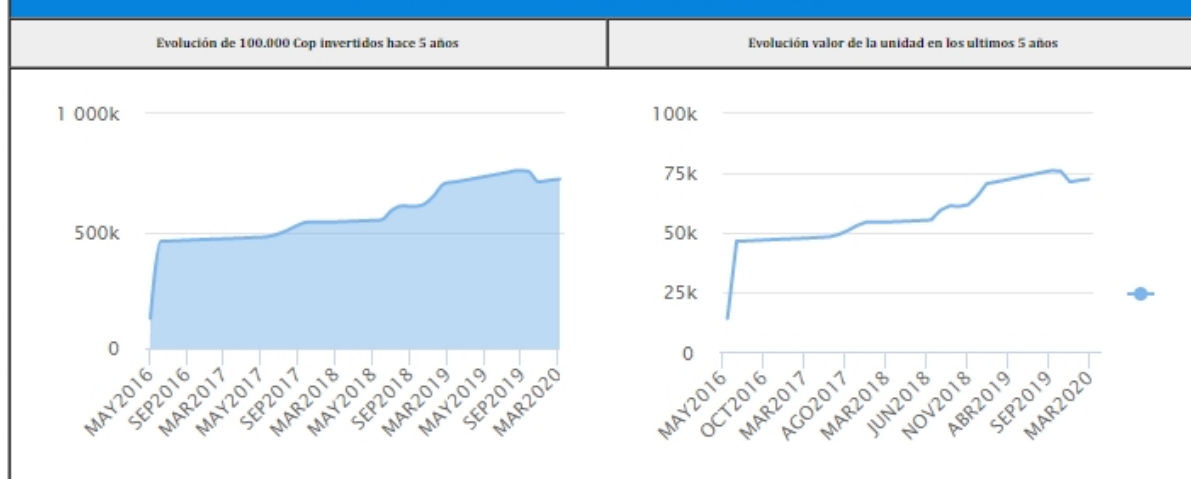 Evolución de 100.000 Cop invertidos hace 5 años
Evolución valor de la unidad en los ultimos 5 años
1 000k
500k
0
MAY2016
SEP2016
MAR2017
MAY2017
SEP2017
MAR2018
MAY2018
SEP2018
MAR2019
MAY2019
SEP2019
MAR2020
100k
75k
50k
25k
0
MAY2016
OCT2016
MAR2017
AGO2017
MAR2018
JUN2018
NOV2018
ABR2019
SEP2019
MAR2020